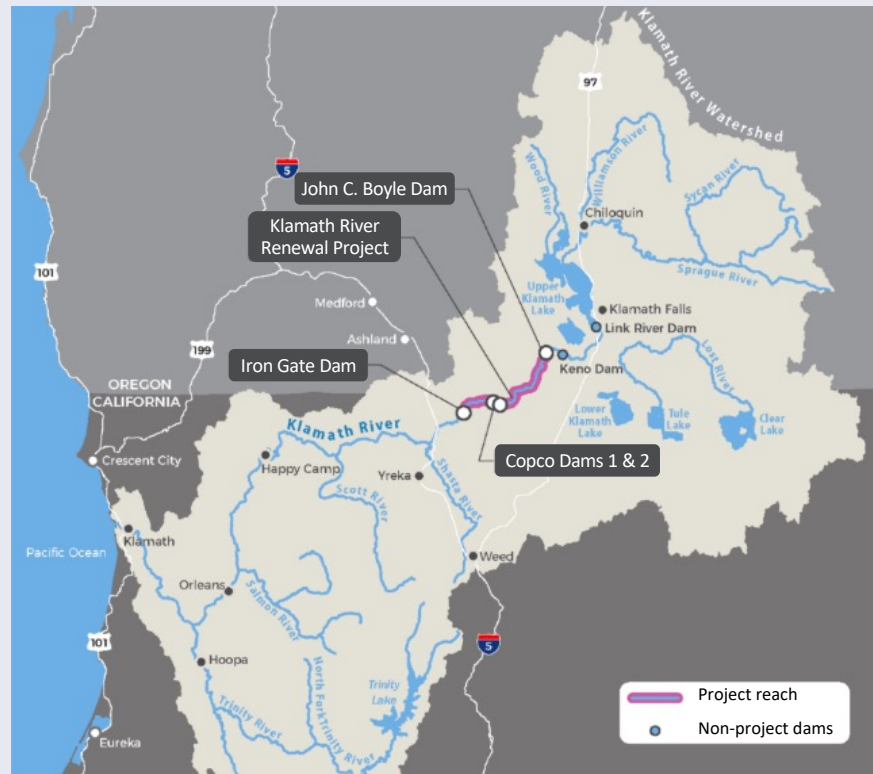 97
Klamath River Watershed
5
John C. Boyle Dam
Wood River
Williamson River
Sycan River
Klamath River
Renewal Project
Chiloquin
101
Sprague River
Upper
Klamath
Lake
Medford
Klamath Falls
Link River Dam
Ashland
199
Lost River
Iron Gate Dam
Keno Dam
OREGON
CALIFORNIA
Lower
Klamath
Lake
Tule
Lake
Clear
Lake
Klamath River
Crescent City
Happy Camp
Copco Dams 1 & 2
Yreka
Shasta River
Scott River
Klamath
Pacific Ocean
Weed
Orleans
Salmon River
101
5
Hoopa
North Fork Trinity River
Trinity
Lake
Trinity River
Project reach
Non-project dams
Eureka